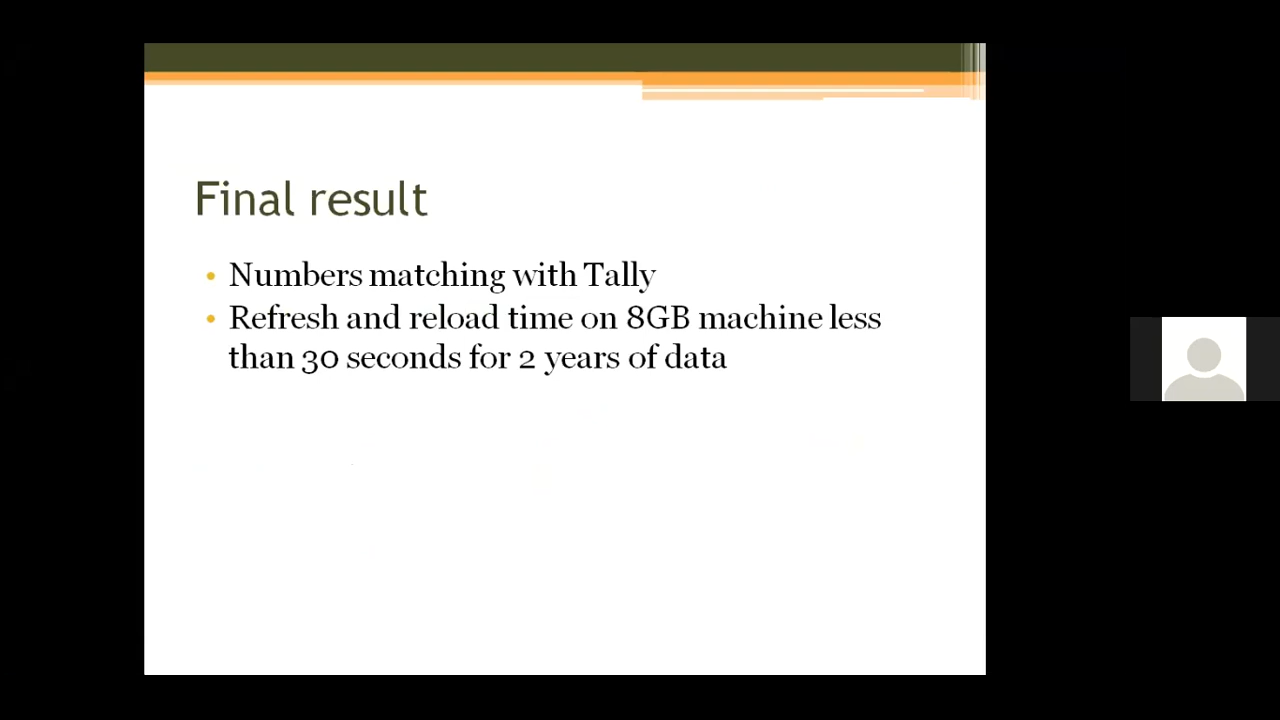 Final result
• Numbers matching with Tally
• Refresh and reload time on 8GB machine less
than 30 seconds for 2 years of data